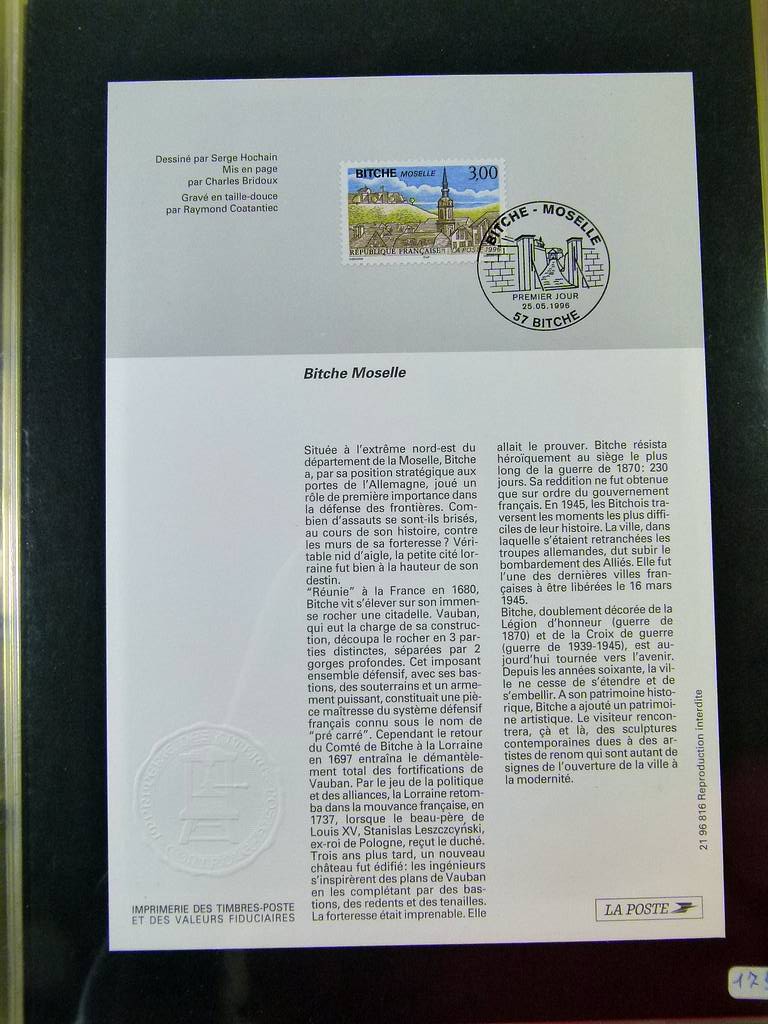 Dessiné par Serge Hochain
Mis en page
par Charles Bridoux
Gravé en taille-douce
par Raymond Coatantiec
BITCHE MOSELLE 3,00
RÉPUBLIQUE FRANÇAISE LA POSTE 1996
BITCHE - MOSELLE
PREMIER JOUR
25.05.1996
57 BITCHE
Bitche Moselle
Située à l'extrême nord-est du
département de la Moselle, Bitche
a, par sa position stratégique aux
portes de l'Allemagne, joué un
rôle de première importance dans
la défense des frontières. Com-
bien d'assauts se sont-ils brisés,
au cours de son histoire, contre
les murs de sa forteresse ? Véri-
table nid d'aigle, la petite cité lor-
raine fut bien à la hauteur de son
destin.
"Réunie" à la France en 1680,
Bitche vit s'élever sur son immen-
se rocher une citadelle. Vauban,
qui eut la charge de sa construc-
tion, découpa le rocher en 3 par-
ties distinctes, séparées par 2
gorges profondes. Cet imposant
ensemble défensif, avec ses bas-
tions, des souterrains et un arme-
ment puissant, constituait une piè-
ce maîtresse du système défensif
français connu sous le nom de
"pré carré". Cependant le retour
du Comté de Bitche à la Lorraine
en 1697 entraîna le démantèle-
ment total des fortifications de
Vauban. Par le jeu de la politique
et des alliances, la Lorraine retom-
ba dans la mouvance française, en
1737, lorsque le beau-père de
Louis XV, Stanislas Leszczyński,
ex-roi de Pologne, reçut le duché.
Trois ans plus tard, un nouveau
château fut édifié : les ingénieurs
s'inspirèrent des plans de Vauban
en les complétant par des bas-
tions, des redents et des tenailles.
La forteresse était imprenable. Elle
allait le prouver. Bitche résista
héroïquement au siège le plus
long de la guerre de 1870 : 230
jours. Sa reddition ne fut obtenue
que sur ordre du gouvernement
français. En 1945, les Bitchois tra-
versent les moments les plus diffi-
ciles de leur histoire. La ville, dans
laquelle s'étaient retranchées les
troupes allemandes, dut subir le
bombardement des Alliés. Elle fut
l'une des dernières villes fran-
çaises à être libérées le 16 mars
1945.
Bitche, doublement décorée de la
Légion d'honneur (guerre de
1870) et de la Croix de guerre
(guerre de 1939-1945), est au-
jourd'hui tournée vers l'avenir.
Depuis les années soixante, la vil-
le ne cesse de s'étendre et de
s'embellir. A son patrimoine histo-
rique, Bitche a ajouté un patrimoi-
ne artistique. Le visiteur rencon-
trera, çà et là, des sculptures
contemporaines dues à des ar-
tistes de renom qui sont autant de
signes de l'ouverture de la ville à
la modernité.
21 96 816 Reproduction interdite
IMPRIMERIE DES TIMBRES-POSTE
ET DES VALEURS FIDUCIAIRES
LA POSTE